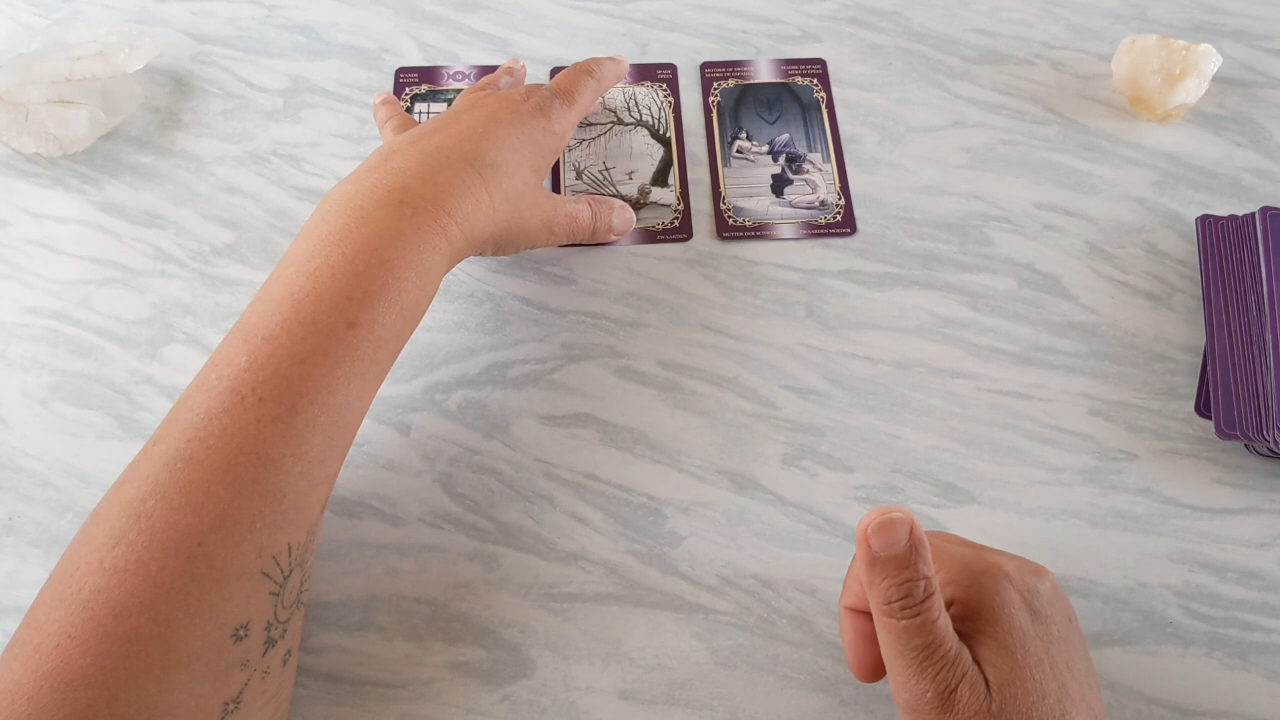 WANDS
BASTOS
SPADE
ÉPÉES
ZWAARDEN
MOTHER OF SWORDS
MADRE DE ESPADAS
MADRE DI SPADE
MÈRE D'ÉPÉES
MUTTER DER SCHWERTER
ZWAARDEN MOEDER